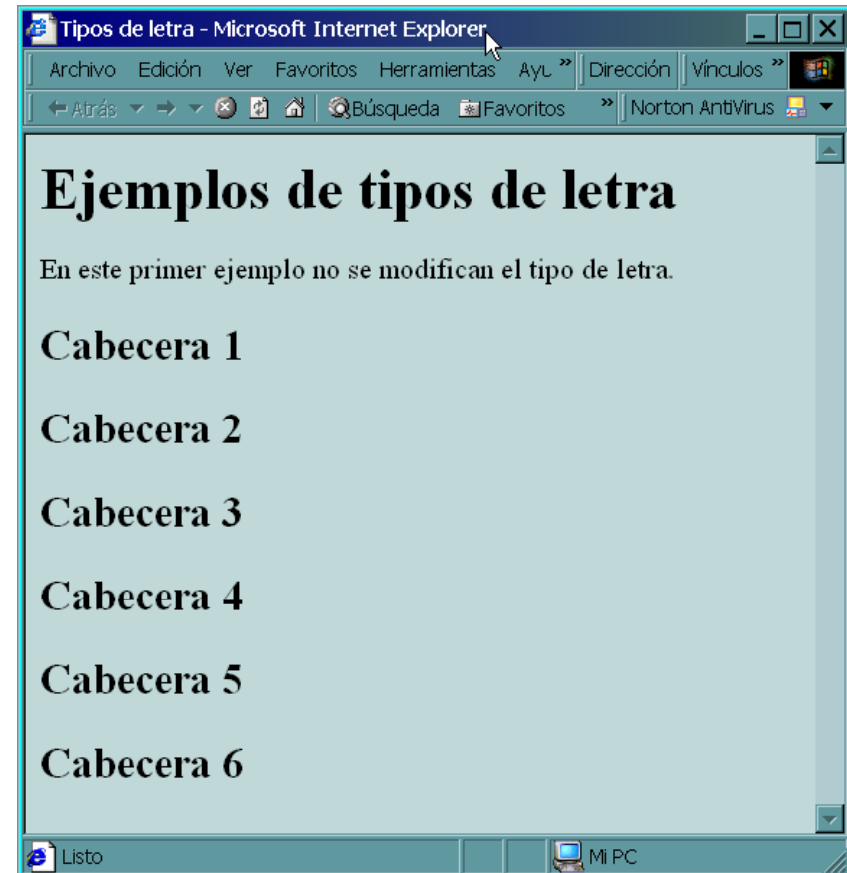 Tipos de letra - Microsoft Internet Explorer
Archivo Edición Ver Favoritos Herramientas Ayu » Dirección Vínculos »
Atrás Búsqueda Favoritos » Norton AntiVirus
Ejemplos de tipos de letra
En este primer ejemplo no se modifican el tipo de letra.
Cabecera 1
Cabecera 2
Cabecera 3
Cabecera 4
Cabecera 5
Cabecera 6
Listo Mi PC